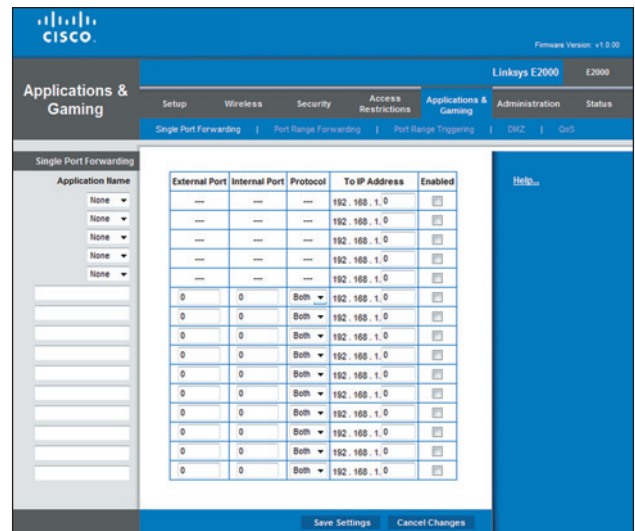 CISCO.
Firmware Version: v1.0.00
Linksys E2000 E2000
Applications & Gaming
Setup Wireless Security Access Restrictions Applications & Gaming Administration Status
Single Port Forwarding | Port Range Forwarding | Port Range Triggering | DMZ | QoS
Single Port Forwarding
Help...
Application Name External Port Internal Port Protocol To IP Address Enabled
None --- --- --- 192 . 168 . 1. 0
None --- --- --- 192 . 168 . 1. 0
None --- --- --- 192 . 168 . 1. 0
None --- --- --- 192 . 168 . 1. 0
None --- --- --- 192 . 168 . 1. 0
0 0 Both 192 . 168 . 1. 0
0 0 Both 192 . 168 . 1. 0
0 0 Both 192 . 168 . 1. 0
0 0 Both 192 . 168 . 1. 0
0 0 Both 192 . 168 . 1. 0
0 0 Both 192 . 168 . 1. 0
0 0 Both 192 . 168 . 1. 0
0 0 Both 192 . 168 . 1. 0
0 0 Both 192 . 168 . 1. 0
0 0 Both 192 . 168 . 1. 0
Save Settings Cancel Changes